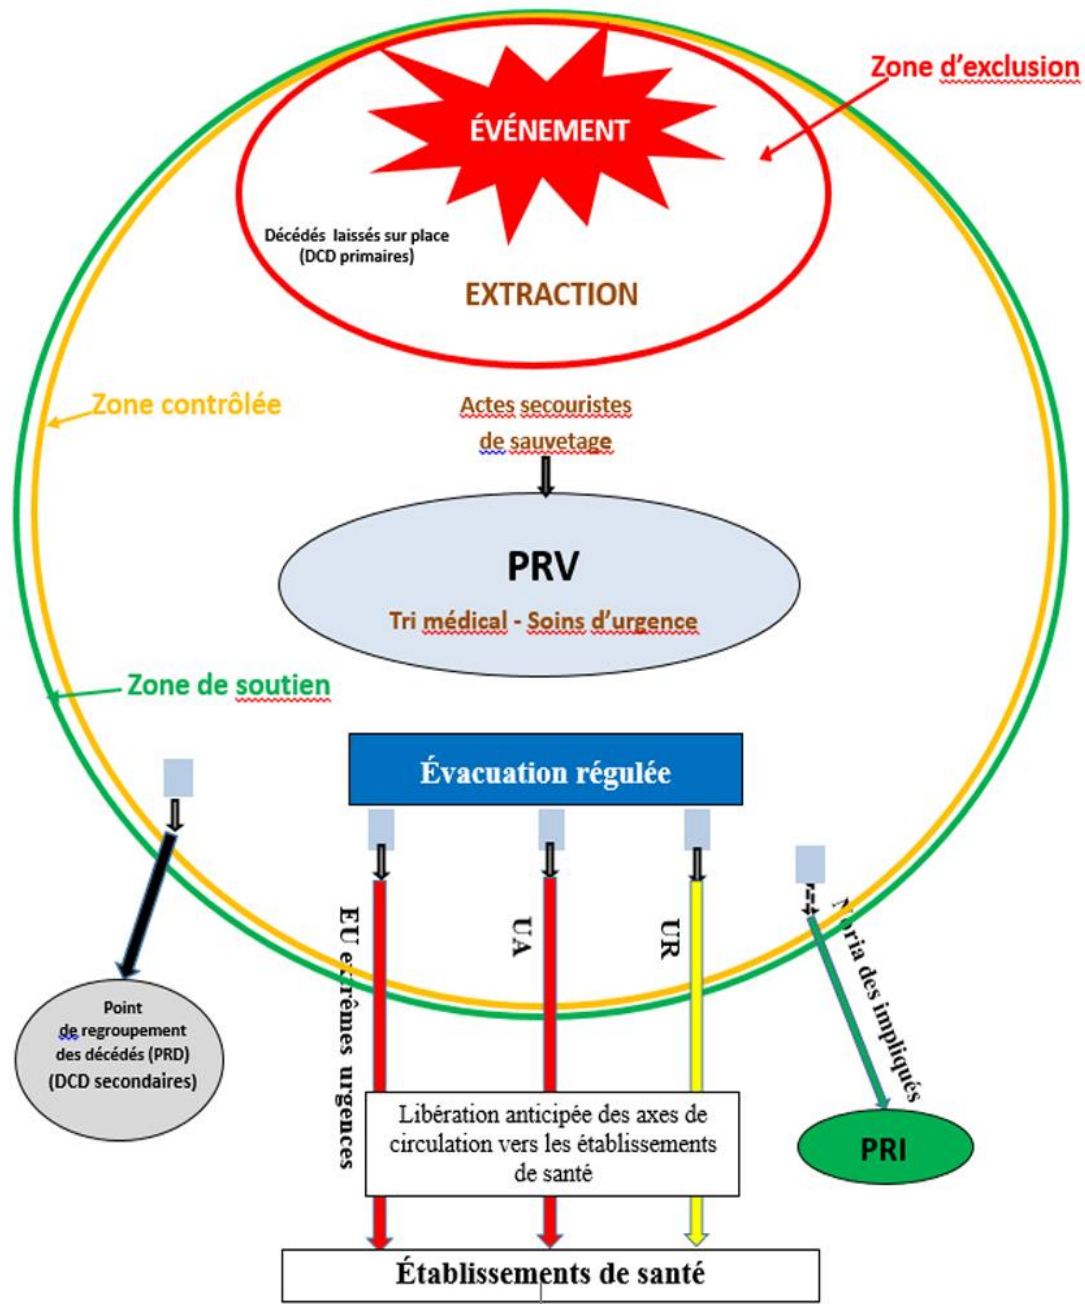 Zone d'exclusion
ÉVÉNEMENT
Décédés laissés sur place
(DCD primaires)
EXTRACTION
Zone contrôlée
Actes secouristes
de sauvetage
PRV
Tri médical - Soins d'urgence
Zone de soutien
Évacuation régulée
EU extrêmes urgences
UA
UR
Noria des impliqués
Point
de regroupement
des décédés (PRD)
(DCD secondaires)
Libération anticipée des axes de
circulation vers les établissements
de santé
PRI
Établissements de santé